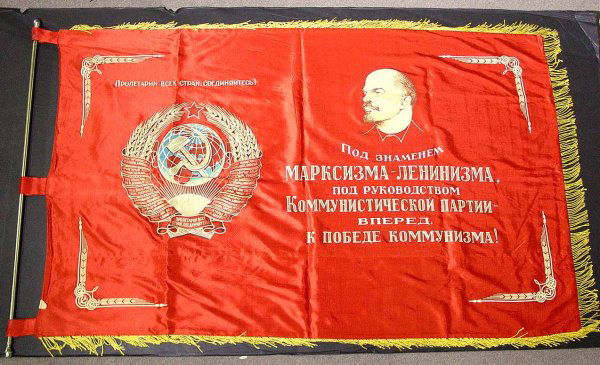 Пролетарии всех стран, соединяйтесь!
Под знаменем
марксизма-ленинизма,
под руководством
Коммунистической партии-
вперед,
к победе коммунизма!